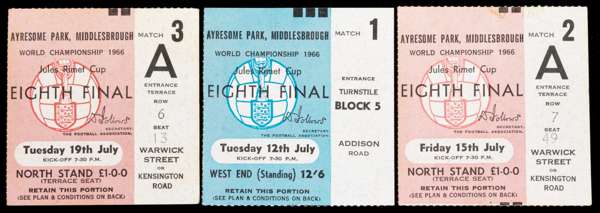 AYRESOME PARK, MIDDLESBROUGH
WORLD CHAMPIONSHIP 1966
Jules Rimet Cup
EIGHTH FINAL
SECRETARY,
THE FOOTBALL ASSOCIATION.
Tuesday 19th July
KICK-OFF 7-30 P.M.
NORTH STAND £1-0-0
(TERRACE SEAT)
RETAIN THIS PORTION
(SEE PLAN & CONDITIONS ON BACK)
MATCH 3
A
ENTRANCE
TERRACE
ROW
6
SEAT
13
WARWICK
STREET
OR
KENSINGTON
ROAD
AYRESOME PARK, MIDDLESBROUGH
WORLD CHAMPIONSHIP 1966
Jules Rimet Cup
EIGHTH FINAL
SECRETARY,
THE FOOTBALL ASSOCIATION.
Tuesday 12th July
KICK-OFF 7-30 P.M.
WEST END (Standing) 12'6
RETAIN THIS PORTION
(SEE PLAN & CONDITIONS ON BACK)
MATCH 1
ENTRANCE
TURNSTILE
BLOCK 5
ADDISON
ROAD
AYRESOME PARK, MIDDLESBROUGH
WORLD CHAMPIONSHIP 1966
Jules Rimet Cup
EIGHTH FINAL
SECRETARY,
THE FOOTBALL ASSOCIATION.
Friday 15th July
KICK-OFF 7-30 P.M.
NORTH STAND £1-0-0
(TERRACE SEAT)
RETAIN THIS PORTION
(SEE PLAN & CONDITIONS ON BACK)
MATCH 2
A
ENTRANCE
TERRACE
ROW
7
SEAT
49
WARWICK
STREET
OR
KENSINGTON
ROAD